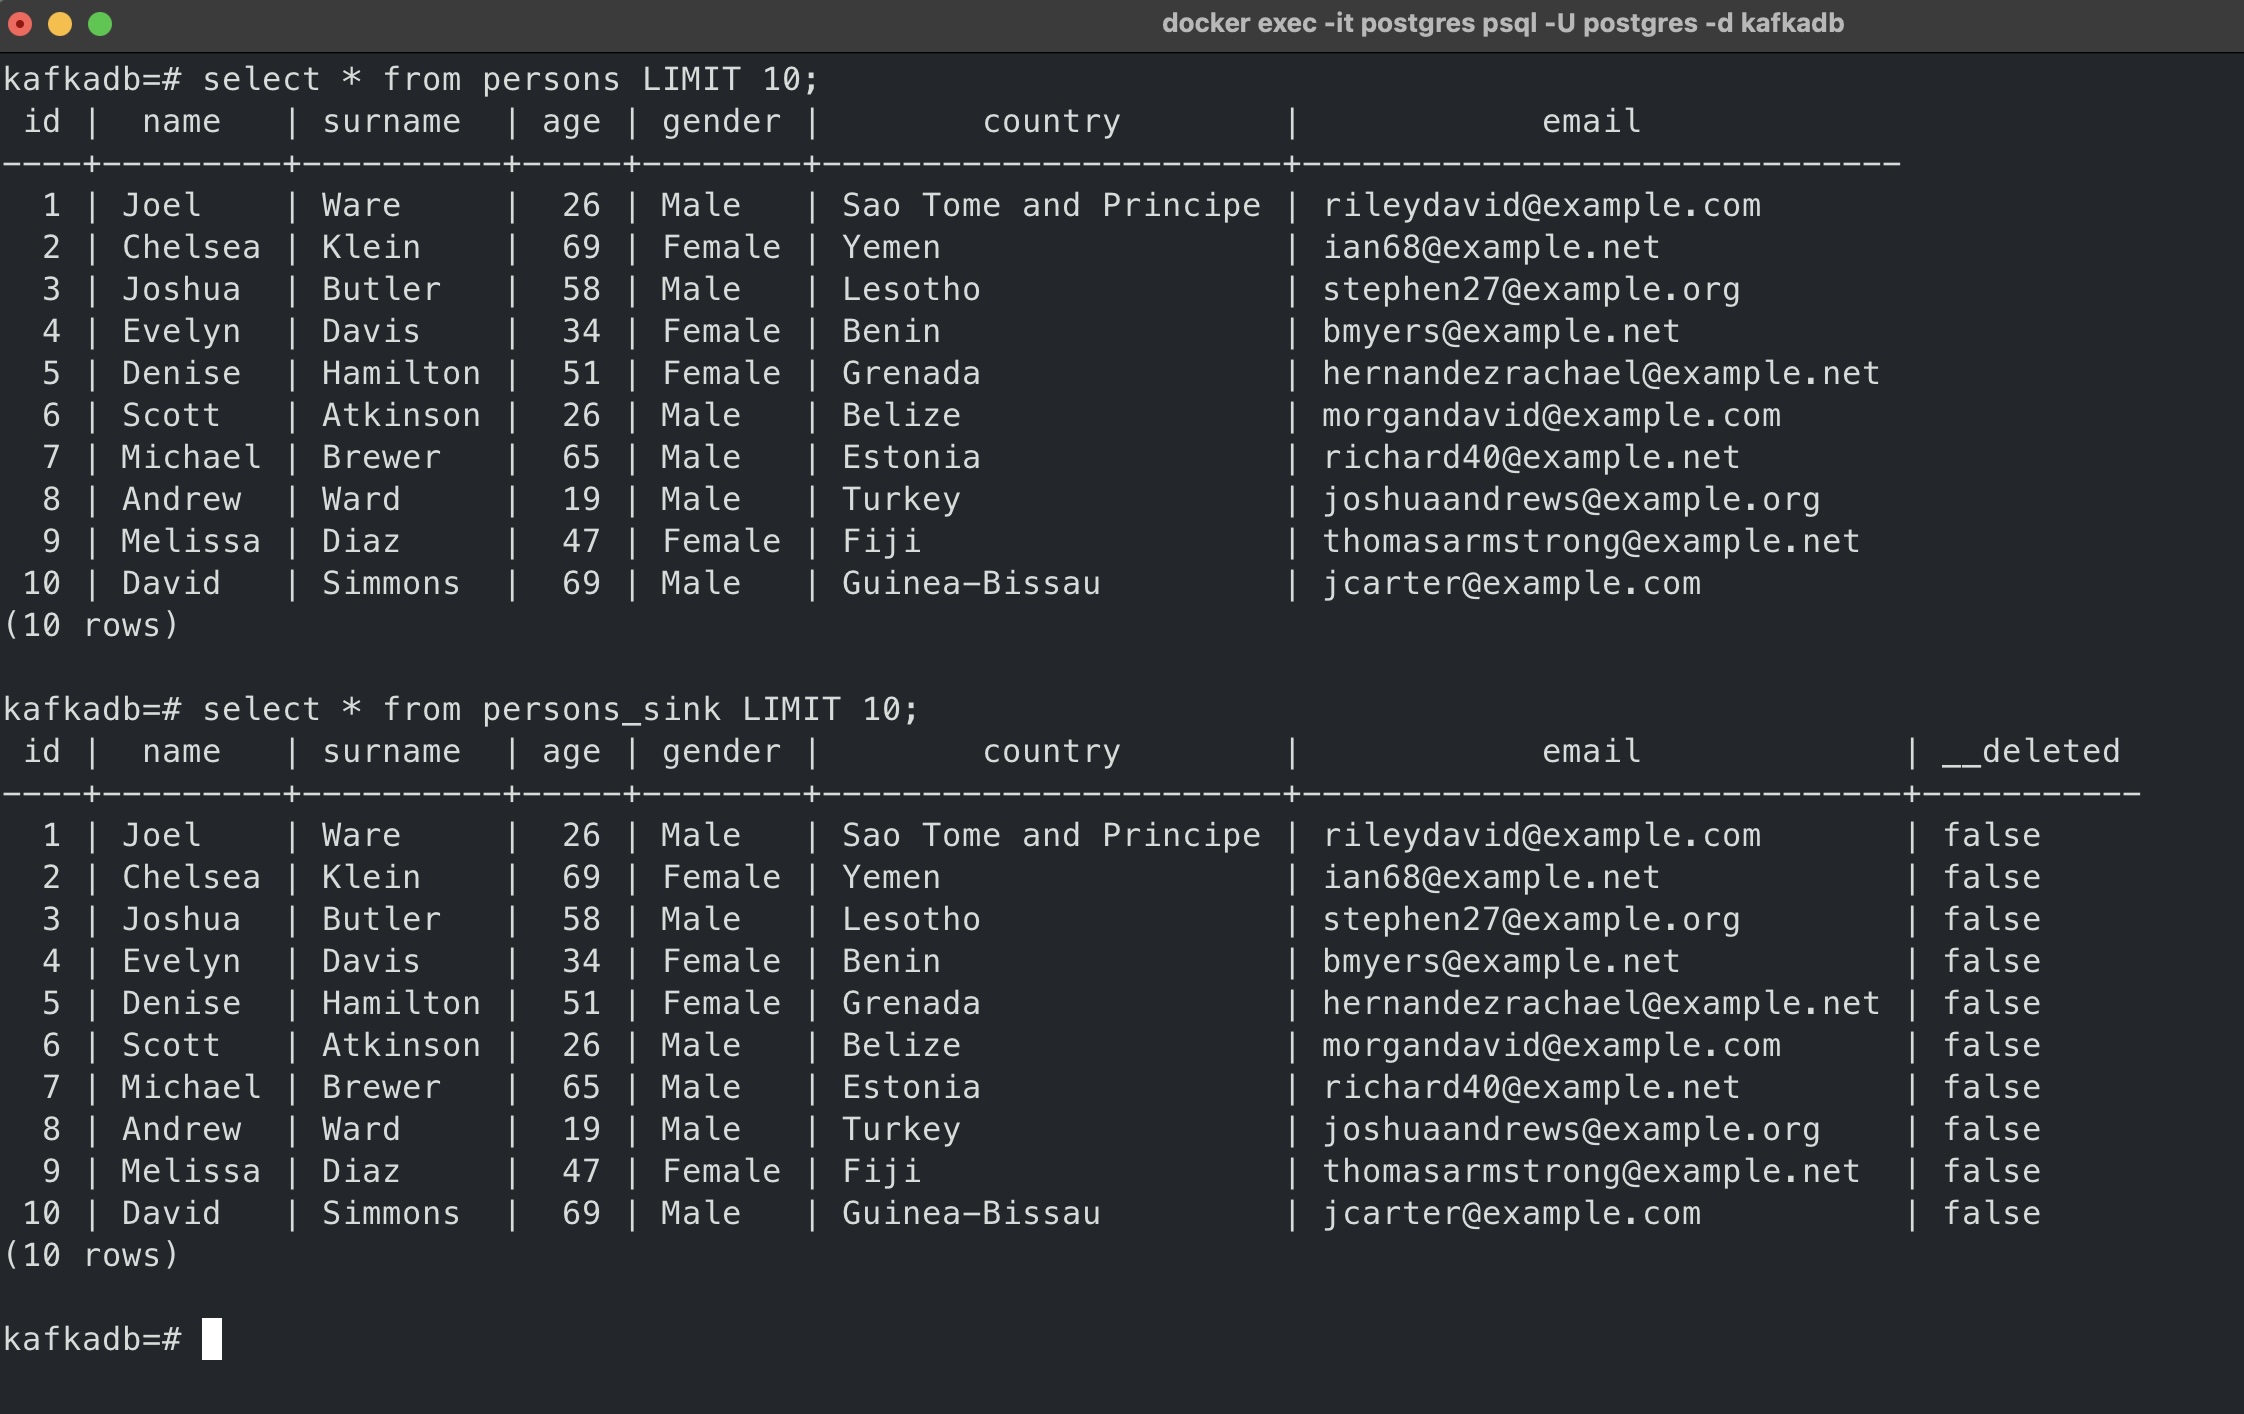 docker exec -it postgres psql -U postgres -d kafkadb
kafkadb=# select * from persons LIMIT 10;
 id |  name   | surname  | age | gender |        country        |            email
----+---------+----------+-----+--------+-----------------------+------------------------------
  1 | Joel    | Ware     |  26 | Male   | Sao Tome and Principe | rileydavid@example.com
  2 | Chelsea | Klein    |  69 | Female | Yemen                 | ian68@example.net
  3 | Joshua  | Butler   |  58 | Male   | Lesotho               | stephen27@example.org
  4 | Evelyn  | Davis    |  34 | Female | Benin                 | bmyers@example.net
  5 | Denise  | Hamilton |  51 | Female | Grenada               | hernandezrachael@example.net
  6 | Scott   | Atkinson |  26 | Male   | Belize                | morgandavid@example.com
  7 | Michael | Brewer   |  65 | Male   | Estonia               | richard40@example.net
  8 | Andrew  | Ward     |  19 | Male   | Turkey                | joshuaandrews@example.org
  9 | Melissa | Diaz     |  47 | Female | Fiji                  | thomasarmstrong@example.net
 10 | David   | Simmons  |  69 | Male   | Guinea-Bissau         | jcarter@example.com
(10 rows)

kafkadb=# select * from persons_sink LIMIT 10;
 id |  name   | surname  | age | gender |        country        |            email             | __deleted
----+---------+----------+-----+--------+-----------------------+------------------------------+-----------
  1 | Joel    | Ware     |  26 | Male   | Sao Tome and Principe | rileydavid@example.com       | false
  2 | Chelsea | Klein    |  69 | Female | Yemen                 | ian68@example.net            | false
  3 | Joshua  | Butler   |  58 | Male   | Lesotho               | stephen27@example.org        | false
  4 | Evelyn  | Davis    |  34 | Female | Benin                 | bmyers@example.net           | false
  5 | Denise  | Hamilton |  51 | Female | Grenada               | hernandezrachael@example.net | false
  6 | Scott   | Atkinson |  26 | Male   | Belize                | morgandavid@example.com      | false
  7 | Michael | Brewer   |  65 | Male   | Estonia               | richard40@example.net        | false
  8 | Andrew  | Ward     |  19 | Male   | Turkey                | joshuaandrews@example.org    | false
  9 | Melissa | Diaz     |  47 | Female | Fiji                  | thomasarmstrong@example.net  | false
 10 | David   | Simmons  |  69 | Male   | Guinea-Bissau         | jcarter@example.com          | false
(10 rows)

kafkadb=#